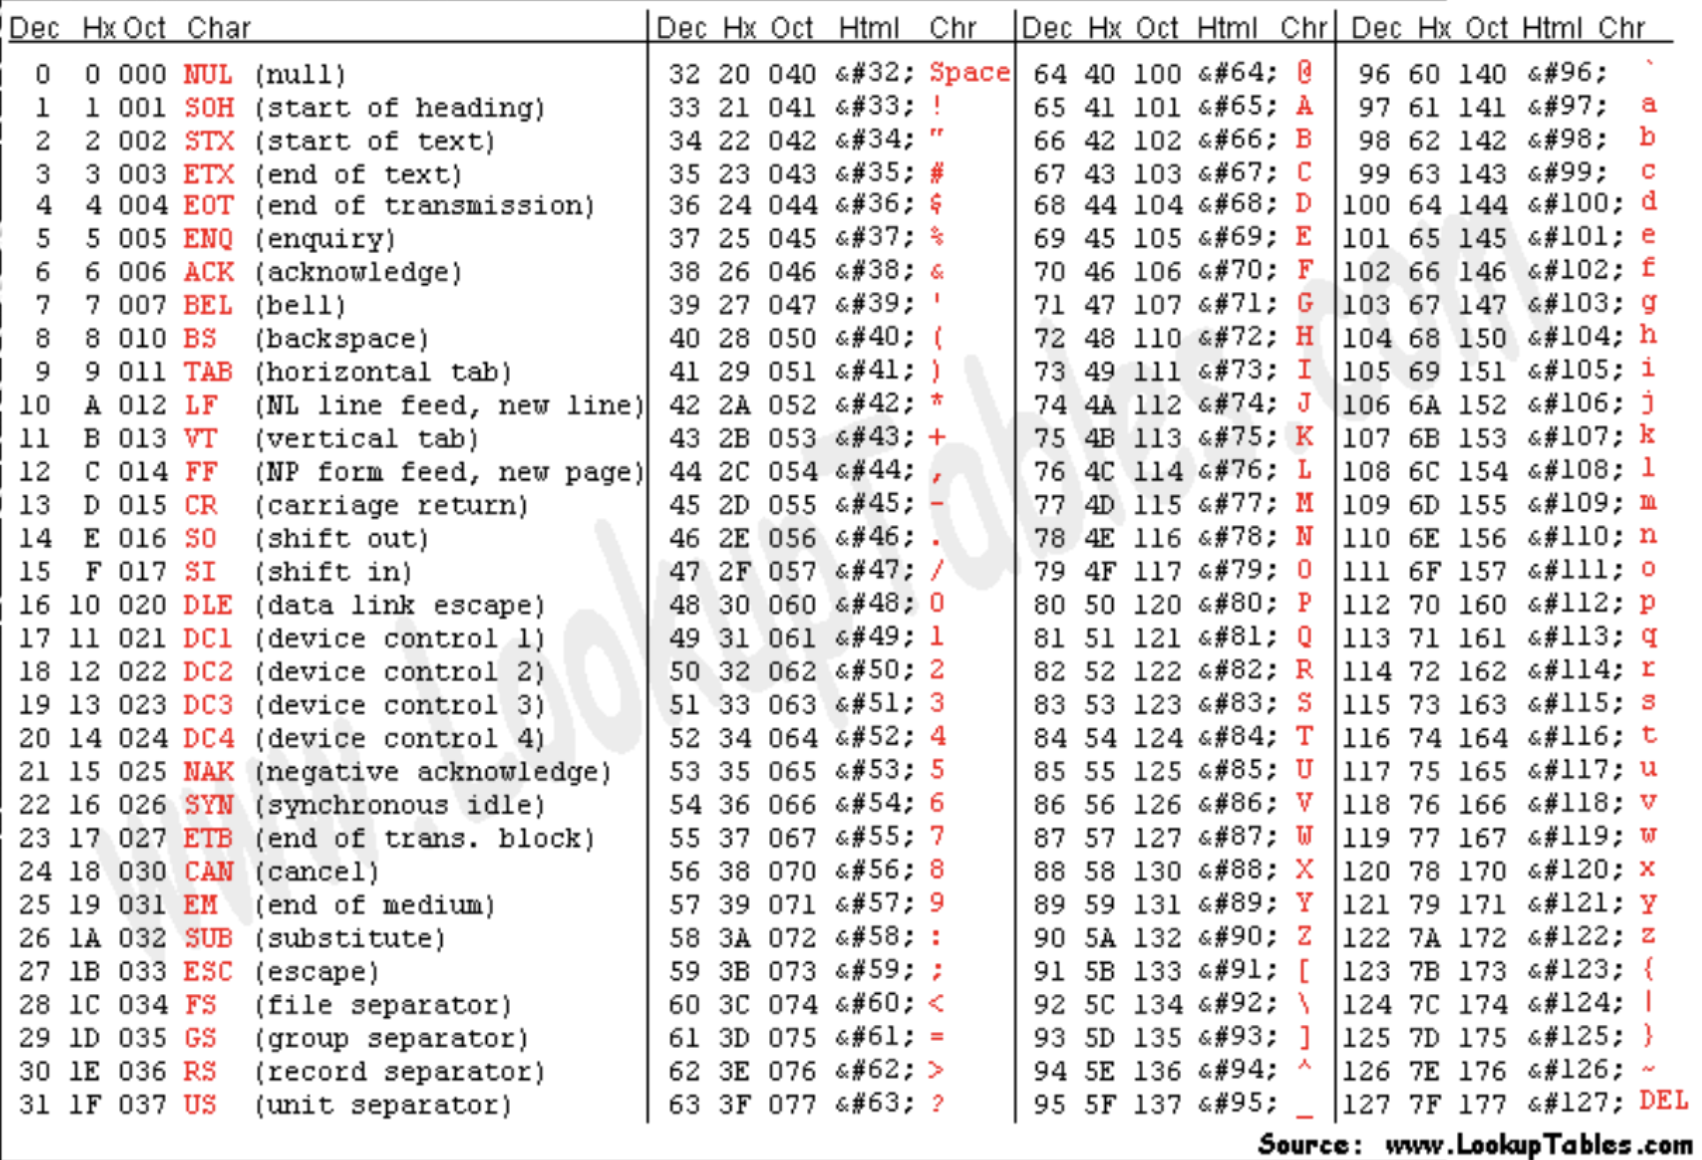 Dec Hx Oct Char Dec Hx Oct Html Chr Dec Hx Oct Html Chr Dec Hx Oct Html Chr
0 0 000 NUL (null) 32 20 040 &#32; Space 64 40 100 &#64; @ 96 60 140 &#96; `
1 1 001 SOH (start of heading) 33 21 041 &#33; ! 65 41 101 &#65; A 97 61 141 &#97; a
2 2 002 STX (start of text) 34 22 042 &#34; " 66 42 102 &#66; B 98 62 142 &#98; b
3 3 003 ETX (end of text) 35 23 043 &#35; # 67 43 103 &#67; C 99 63 143 &#99; c
4 4 004 EOT (end of transmission) 36 24 044 &#36; $ 68 44 104 &#68; D 100 64 144 &#100; d
5 5 005 ENQ (enquiry) 37 25 045 &#37; % 69 45 105 &#69; E 101 65 145 &#101; e
6 6 006 ACK (acknowledge) 38 26 046 &#38; & 70 46 106 &#70; F 102 66 146 &#102; f
7 7 007 BEL (bell) 39 27 047 &#39; ' 71 47 107 &#71; G 103 67 147 &#103; g
8 8 010 BS (backspace) 40 28 050 &#40; ( 72 48 110 &#72; H 104 68 150 &#104; h
9 9 011 TAB (horizontal tab) 41 29 051 &#41; ) 73 49 111 &#73; I 105 69 151 &#105; i
10 A 012 LF (NL line feed, new line) 42 2A 052 &#42; * 74 4A 112 &#74; J 106 6A 152 &#106; j
11 B 013 VT (vertical tab) 43 2B 053 &#43; + 75 4B 113 &#75; K 107 6B 153 &#107; k
12 C 014 FF (NP form feed, new page) 44 2C 054 &#44; , 76 4C 114 &#76; L 108 6C 154 &#108; l
13 D 015 CR (carriage return) 45 2D 055 &#45; - 77 4D 115 &#77; M 109 6D 155 &#109; m
14 E 016 SO (shift out) 46 2E 056 &#46; . 78 4E 116 &#78; N 110 6E 156 &#110; n
15 F 017 SI (shift in) 47 2F 057 &#47; / 79 4F 117 &#79; O 111 6F 157 &#111; o
16 10 020 DLE (data link escape) 48 30 060 &#48; 0 80 50 120 &#80; P 112 70 160 &#112; p
17 11 021 DC1 (device control 1) 49 31 061 &#49; 1 81 51 121 &#81; Q 113 71 161 &#113; q
18 12 022 DC2 (device control 2) 50 32 062 &#50; 2 82 52 122 &#82; R 114 72 162 &#114; r
19 13 023 DC3 (device control 3) 51 33 063 &#51; 3 83 53 123 &#83; S 115 73 163 &#115; s
20 14 024 DC4 (device control 4) 52 34 064 &#52; 4 84 54 124 &#84; T 116 74 164 &#116; t
21 15 025 NAK (negative acknowledge) 53 35 065 &#53; 5 85 55 125 &#85; U 117 75 165 &#117; u
22 16 026 SYN (synchronous idle) 54 36 066 &#54; 6 86 56 126 &#86; V 118 76 166 &#118; v
23 17 027 ETB (end of trans. block) 55 37 067 &#55; 7 87 57 127 &#87; W 119 77 167 &#119; w
24 18 030 CAN (cancel) 56 38 070 &#56; 8 88 58 130 &#88; X 120 78 170 &#120; x
25 19 031 EM (end of medium) 57 39 071 &#57; 9 89 59 131 &#89; Y 121 79 171 &#121; y
26 1A 032 SUB (substitute) 58 3A 072 &#58; : 90 5A 132 &#90; Z 122 7A 172 &#122; z
27 1B 033 ESC (escape) 59 3B 073 &#59; ; 91 5B 133 &#91; [ 123 7B 173 &#123; {
28 1C 034 FS (file separator) 60 3C 074 &#60; < 92 5C 134 &#92; \ 124 7C 174 &#124; |
29 1D 035 GS (group separator) 61 3D 075 &#61; = 93 5D 135 &#93; ] 125 7D 175 &#125; }
30 1E 036 RS (record separator) 62 3E 076 &#62; > 94 5E 136 &#94; ^ 126 7E 176 &#126; ~
31 1F 037 US (unit separator) 63 3F 077 &#63; ? 95 5F 137 &#95; _ 127 7F 177 &#127; DEL
Source: www.LookupTables.com
www.LookupTables.com